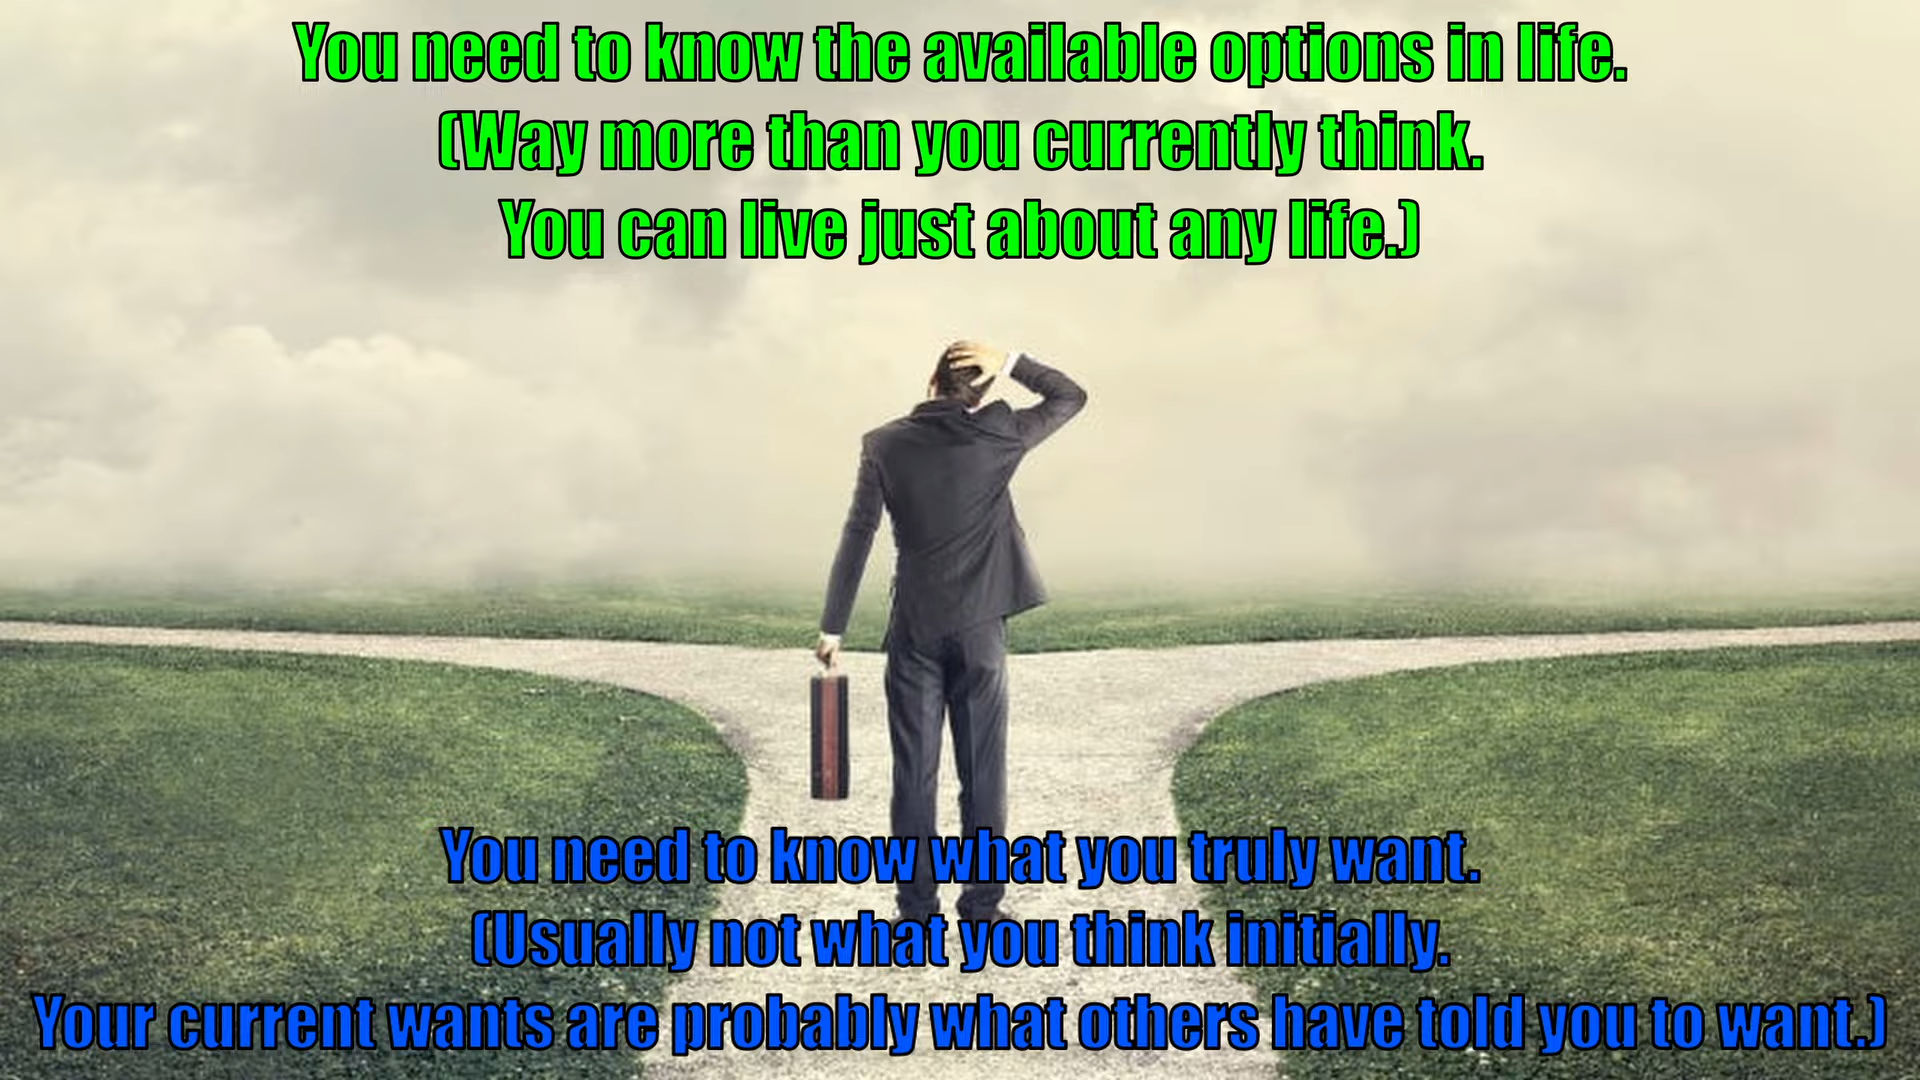 You need to know the available options in life.
(Way more than you currently think.
You can live just about any life.)
You need to know what you truly want.
(Usually not what you think initially.
Your current wants are probably what others have told you to want.)